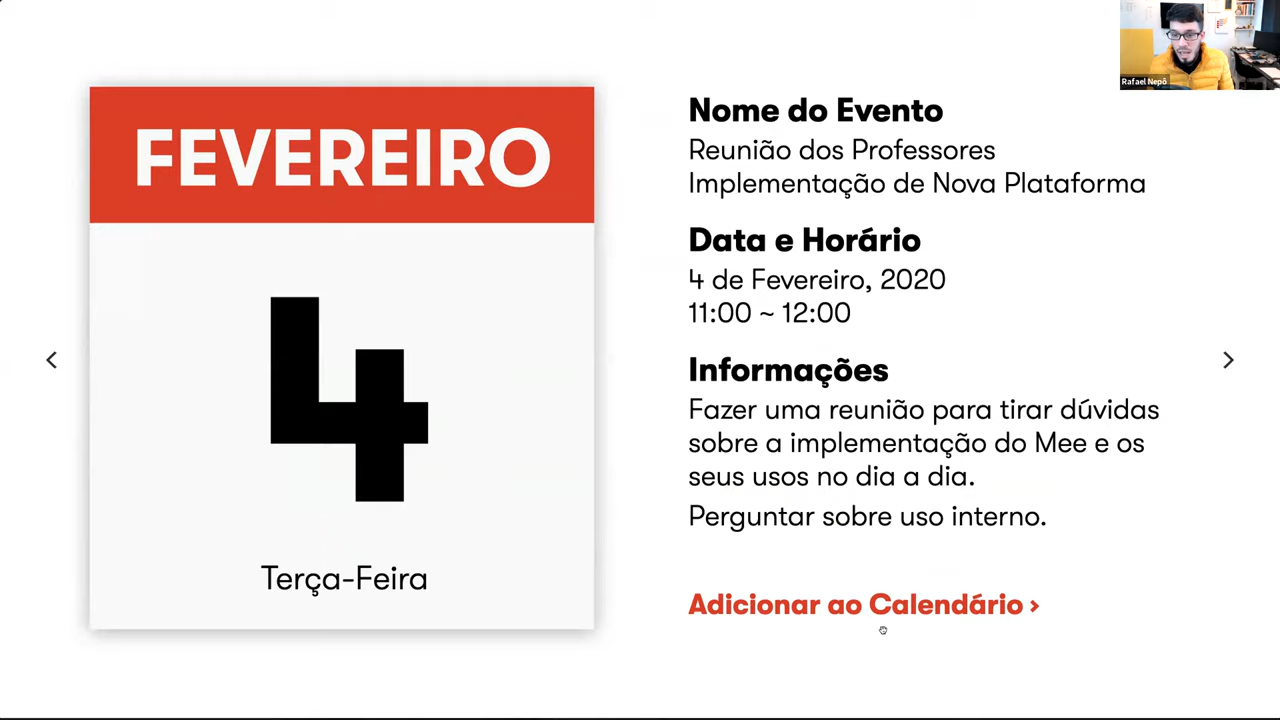 FEVEREIRO
4
Terça-Feira
Nome do Evento
Reunião dos Professores
Implementação de Nova Plataforma
Data e Horário
4 de Fevereiro, 2020
11:00 ~ 12:00
Informações
Fazer uma reunião para tirar dúvidas
sobre a implementação do Mee e os
seus usos no dia a dia.
Perguntar sobre uso interno.
Adicionar ao Calendário ›
Rafael Nepô